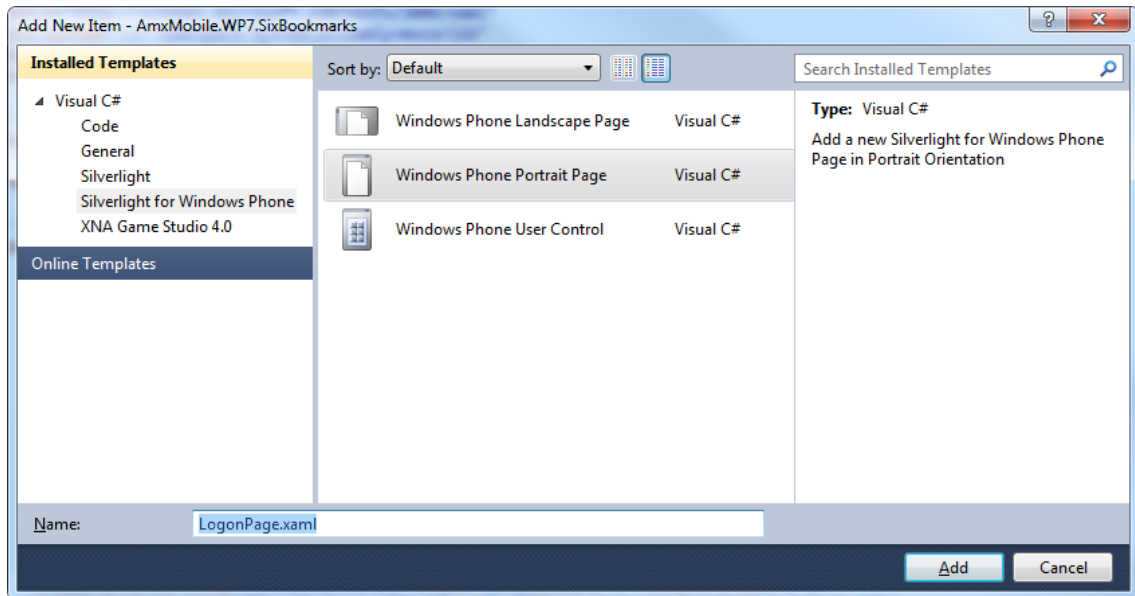 Add New Item - AmxMobile.WP7.SixBookmarks
?
X
Installed Templates
Sort by: Default
Search Installed Templates
Visual C#
Code
General
Silverlight
Silverlight for Windows Phone
XNA Game Studio 4.0
Online Templates
Windows Phone Landscape Page Visual C#
Windows Phone Portrait Page Visual C#
Windows Phone User Control Visual C#
Type: Visual C#
Add a new Silverlight for Windows Phone
Page in Portrait Orientation
Name: LogonPage.xaml
Add Cancel